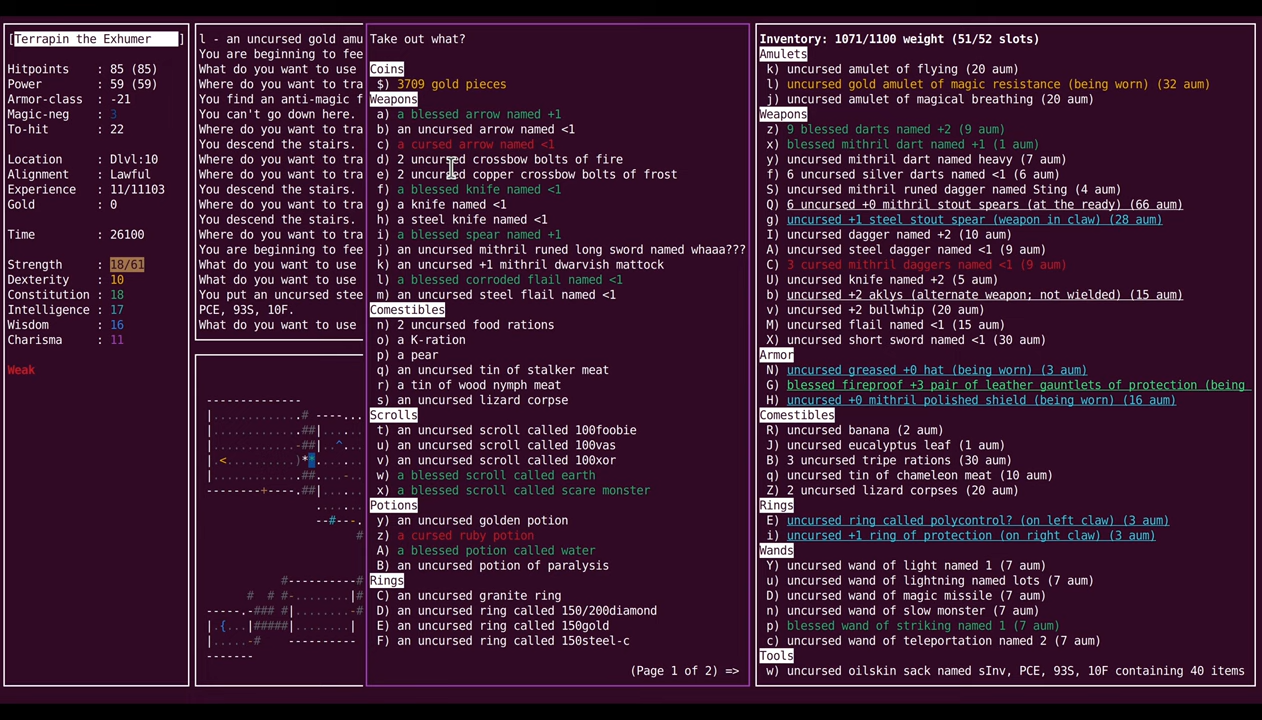 [Terrapin the Exhumer ]
Hitpoints : 85 (85)
Power : 59 (59)
Armor-class : -21
Magic-neg : 3
To-hit : 22
Location : Dlvl:10
Alignment : Lawful
Experience : 11/11103
Gold : 0
Time : 26100
Strength : 18/61
Dexterity : 10
Constitution : 18
Intelligence : 17
Wisdom : 16
Charisma : 11
Weak
l - an uncursed gold amu
You are beginning to fee
What do you want to use
Where do you want to tra
You find an anti-magic f
You can't go down here.
Where do you want to tra
You descend the stairs.
Where do you want to tra
Where do you want to tra
You descend the stairs.
Where do you want to tra
You descend the stairs.
Where do you want to tra
You are beginning to fee
What do you want to use
What do you want to use
You put an uncursed stee
PCE, 93S, 10F.
What do you want to use
Take out what?
Coins
$) 3709 gold pieces
Weapons
a) a blessed arrow named +1
b) an uncursed arrow named <1
c) a cursed arrow named <1
d) 2 uncursed crossbow bolts of fire
e) 2 uncursed copper crossbow bolts of frost
f) a blessed knife named <1
g) a knife named <1
h) a steel knife named <1
i) a blessed spear named +1
j) an uncursed mithril runed long sword named whaaa???
k) an uncursed +1 mithril dwarvish mattock
l) a blessed corroded flail named <1
m) an uncursed steel flail named <1
Comestibles
n) 2 uncursed food rations
o) a K-ration
p) a pear
q) an uncursed tin of stalker meat
r) a tin of wood nymph meat
s) an uncursed lizard corpse
Scrolls
t) an uncursed scroll called 100foobie
u) an uncursed scroll called 100vas
v) an uncursed scroll called 100xor
w) a blessed scroll called earth
x) a blessed scroll called scare monster
Potions
y) an uncursed golden potion
z) a cursed ruby potion
A) a blessed potion called water
B) an uncursed potion of paralysis
Rings
C) an uncursed granite ring
D) an uncursed ring called 150/200diamond
E) an uncursed ring called 150gold
F) an uncursed ring called 150steel-c
(Page 1 of 2) =>
Inventory: 1071/1100 weight (51/52 slots)
Amulets
k) uncursed amulet of flying (20 aum)
l) uncursed gold amulet of magic resistance (being worn) (32 aum)
j) uncursed amulet of magical breathing (20 aum)
Weapons
z) 9 blessed darts named +2 (9 aum)
x) blessed mithril dart named +1 (1 aum)
y) uncursed mithril dart named heavy (7 aum)
f) 6 uncursed silver darts named <1 (6 aum)
S) uncursed mithril runed dagger named Sting (4 aum)
Q) 6 uncursed +0 mithril stout spears (at the ready) (66 aum)
g) uncursed +1 steel stout spear (weapon in claw) (28 aum)
I) uncursed dagger named +2 (10 aum)
A) uncursed steel dagger named <1 (9 aum)
C) 3 cursed mithril daggers named <1 (9 aum)
U) uncursed knife named +2 (5 aum)
b) uncursed +2 aklys (alternate weapon; not wielded) (15 aum)
v) uncursed +2 bullwhip (20 aum)
M) uncursed flail named <1 (15 aum)
X) uncursed short sword named <1 (30 aum)
Armor
N) uncursed greased +0 hat (being worn) (3 aum)
G) blessed fireproof +3 pair of leather gauntlets of protection (being
H) uncursed +0 mithril polished shield (being worn) (16 aum)
Comestibles
R) uncursed banana (2 aum)
J) uncursed eucalyptus leaf (1 aum)
B) 3 uncursed tripe rations (30 aum)
q) uncursed tin of chameleon meat (10 aum)
Z) 2 uncursed lizard corpses (20 aum)
Rings
E) uncursed ring called polycontrol? (on left claw) (3 aum)
i) uncursed +1 ring of protection (on right claw) (3 aum)
Wands
Y) uncursed wand of light named 1 (7 aum)
u) uncursed wand of lightning named lots (7 aum)
D) uncursed wand of magic missile (7 aum)
n) uncursed wand of slow monster (7 aum)
p) blessed wand of striking named 1 (7 aum)
c) uncursed wand of teleportation named 2 (7 aum)
Tools
w) uncursed oilskin sack named sInv, PCE, 93S, 10F containing 40 items